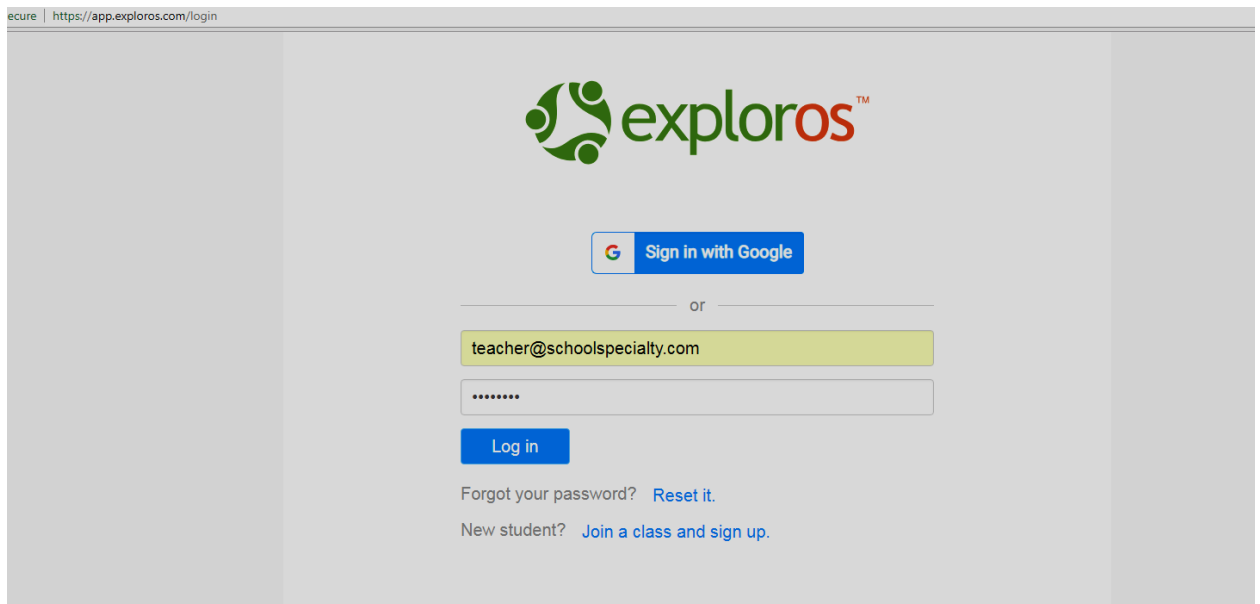 ecure | https://app.exploros.com/login
exploros™
G Sign in with Google
or
teacher@schoolspecialty.com
••••••••
Log in
Forgot your password? Reset it.
New student? Join a class and sign up.